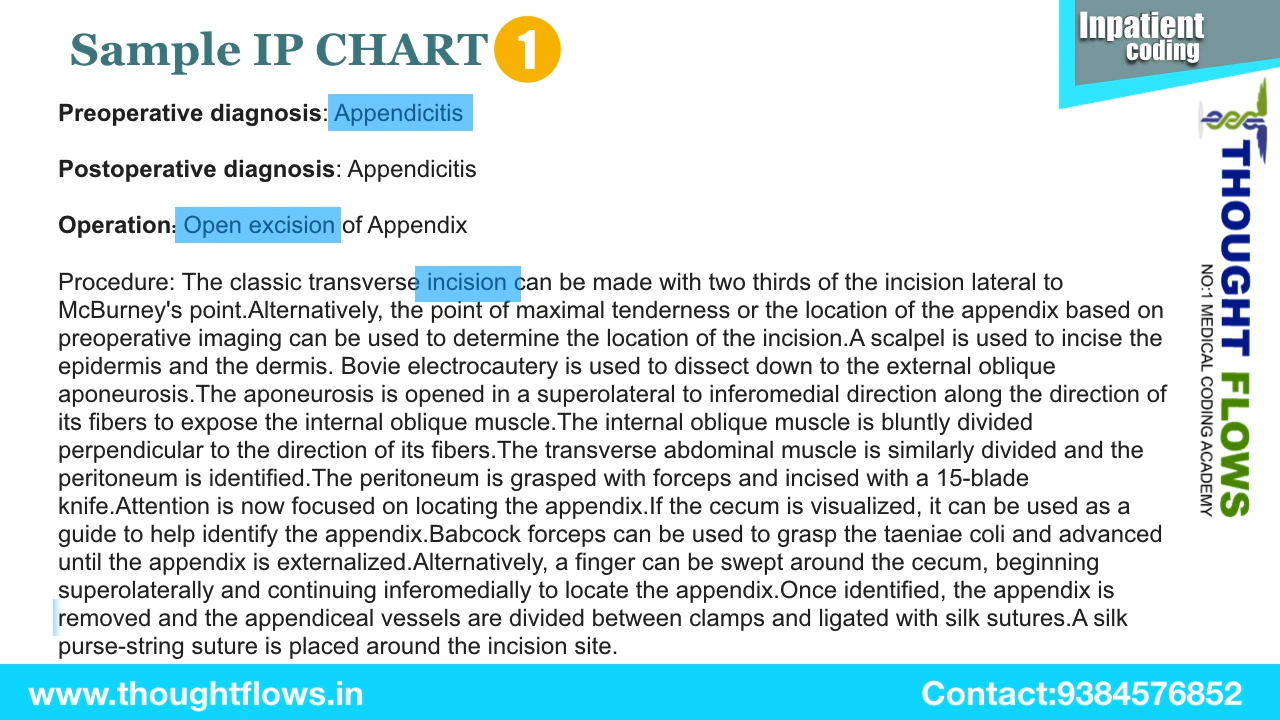 Sample IP CHART 1
Inpatient
coding
Preoperative diagnosis: Appendicitis
Postoperative diagnosis: Appendicitis
Operation: Open excision of Appendix
Procedure: The classic transverse incision can be made with two thirds of the incision lateral to
McBurney's point.Alternatively, the point of maximal tenderness or the location of the appendix based on
preoperative imaging can be used to determine the location of the incision.A scalpel is used to incise the
epidermis and the dermis. Bovie electrocautery is used to dissect down to the external oblique
aponeurosis.The aponeurosis is opened in a superolateral to inferomedial direction along the direction of
its fibers to expose the internal oblique muscle.The internal oblique muscle is bluntly divided
perpendicular to the direction of its fibers.The transverse abdominal muscle is similarly divided and the
peritoneum is identified.The peritoneum is grasped with forceps and incised with a 15-blade
knife.Attention is now focused on locating the appendix.If the cecum is visualized, it can be used as a
guide to help identify the appendix.Babcock forceps can be used to grasp the taeniae coli and advanced
until the appendix is externalized.Alternatively, a finger can be swept around the cecum, beginning
superolaterally and continuing inferomedially to locate the appendix.Once identified, the appendix is
removed and the appendiceal vessels are divided between clamps and ligated with silk sutures.A silk
purse-string suture is placed around the incision site.
THOUGHT FLOWS
NO:1 MEDICAL CODING ACADEMY
www.thoughtflows.in
Contact:9384576852